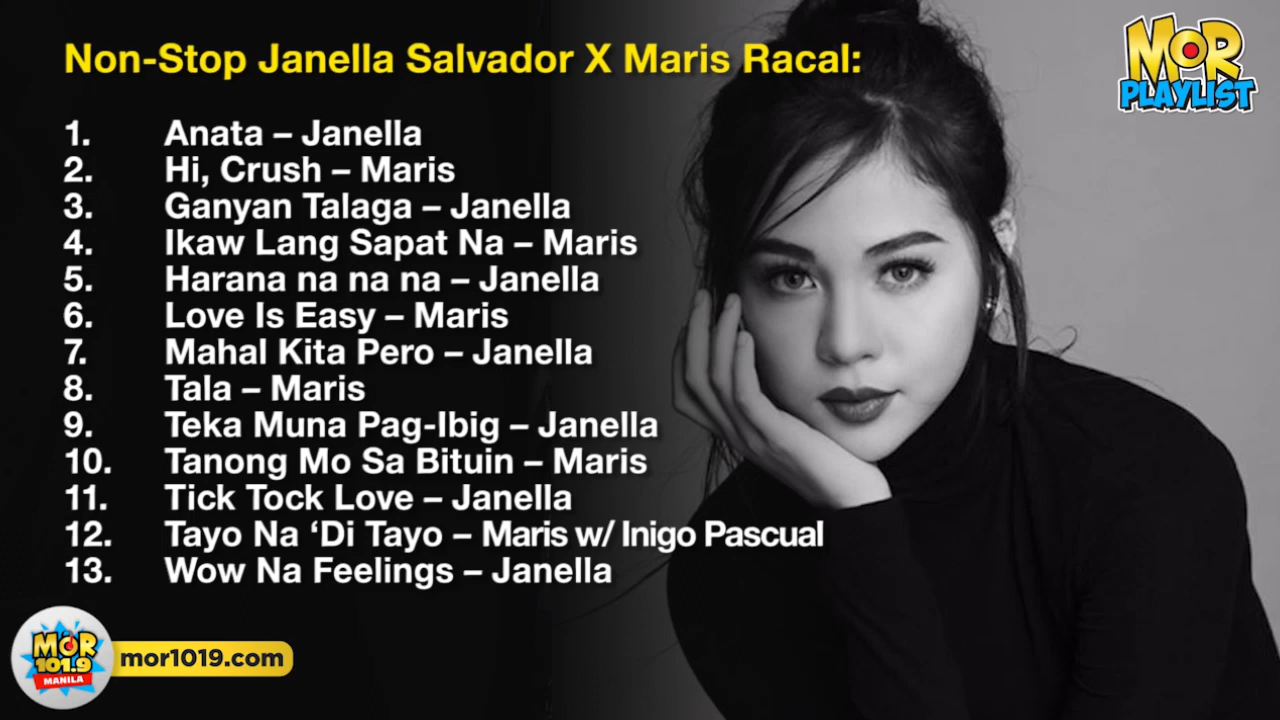 Non-Stop Janella Salvador X Maris Racal:
MOR
PLAYLIST
1. Anata – Janella
2. Hi, Crush – Maris
3. Ganyan Talaga – Janella
4. Ikaw Lang Sapat Na – Maris
5. Harana na na na – Janella
6. Love Is Easy – Maris
7. Mahal Kita Pero – Janella
8. Tala – Maris
9. Teka Muna Pag-Ibig – Janella
10. Tanong Mo Sa Bituin – Maris
11. Tick Tock Love – Janella
12. Tayo Na ‘Di Tayo – Maris w/ Inigo Pascual
13. Wow Na Feelings – Janella
MOR
101.9
MANILA
mor1019.com